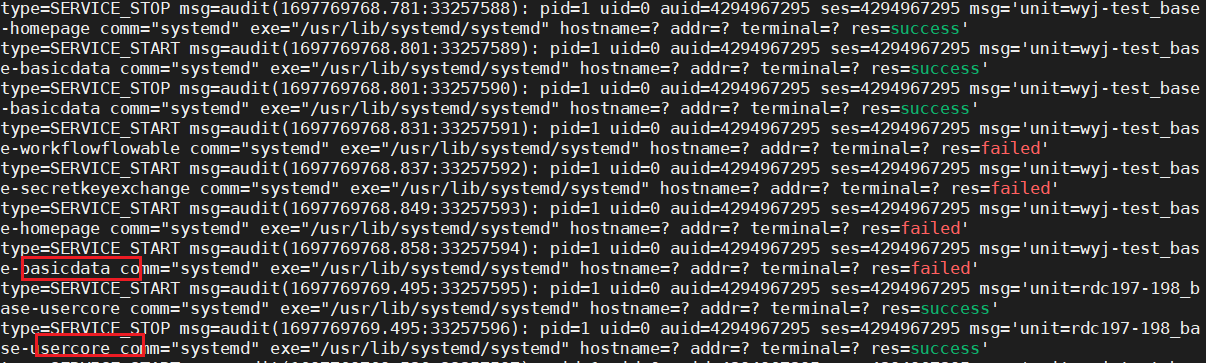 type=SERVICE_STOP msg=audit(1697769768.781:33257588): pid=1 uid=0 auid=4294967295 ses=4294967295 msg='unit=wyj-test_base
-homepage comm="systemd" exe="/usr/lib/systemd/systemd" hostname=? addr=? terminal=? res=success'
type=SERVICE_START msg=audit(1697769768.801:33257589): pid=1 uid=0 auid=4294967295 ses=4294967295 msg='unit=wyj-test_bas
e-basicdata comm="systemd" exe="/usr/lib/systemd/systemd" hostname=? addr=? terminal=? res=success'
type=SERVICE_STOP msg=audit(1697769768.801:33257590): pid=1 uid=0 auid=4294967295 ses=4294967295 msg='unit=wyj-test_base
-basicdata comm="systemd" exe="/usr/lib/systemd/systemd" hostname=? addr=? terminal=? res=success'
type=SERVICE_START msg=audit(1697769768.831:33257591): pid=1 uid=0 auid=4294967295 ses=4294967295 msg='unit=wyj-test_bas
e-workflowflowable comm="systemd" exe="/usr/lib/systemd/systemd" hostname=? addr=? terminal=? res=failed'
type=SERVICE_START msg=audit(1697769768.837:33257592): pid=1 uid=0 auid=4294967295 ses=4294967295 msg='unit=wyj-test_bas
e-secretkeyexchange comm="systemd" exe="/usr/lib/systemd/systemd" hostname=? addr=? terminal=? res=failed'
type=SERVICE_START msg=audit(1697769768.849:33257593): pid=1 uid=0 auid=4294967295 ses=4294967295 msg='unit=wyj-test_bas
e-homepage comm="systemd" exe="/usr/lib/systemd/systemd" hostname=? addr=? terminal=? res=failed'
type=SERVICE_START msg=audit(1697769768.858:33257594): pid=1 uid=0 auid=4294967295 ses=4294967295 msg='unit=wyj-test_bas
e-basicdata comm="systemd" exe="/usr/lib/systemd/systemd" hostname=? addr=? terminal=? res=failed'
type=SERVICE_START msg=audit(1697769769.495:33257595): pid=1 uid=0 auid=4294967295 ses=4294967295 msg='unit=rdc197-198_b
ase-usercore comm="systemd" exe="/usr/lib/systemd/systemd" hostname=? addr=? terminal=? res=success'
type=SERVICE_STOP msg=audit(1697769769.495:33257596): pid=1 uid=0 auid=4294967295 ses=4294967295 msg='unit=rdc197-198_ba
se-usercore comm="systemd" exe="/usr/lib/systemd/systemd" hostname=? addr=? terminal=? res=success'